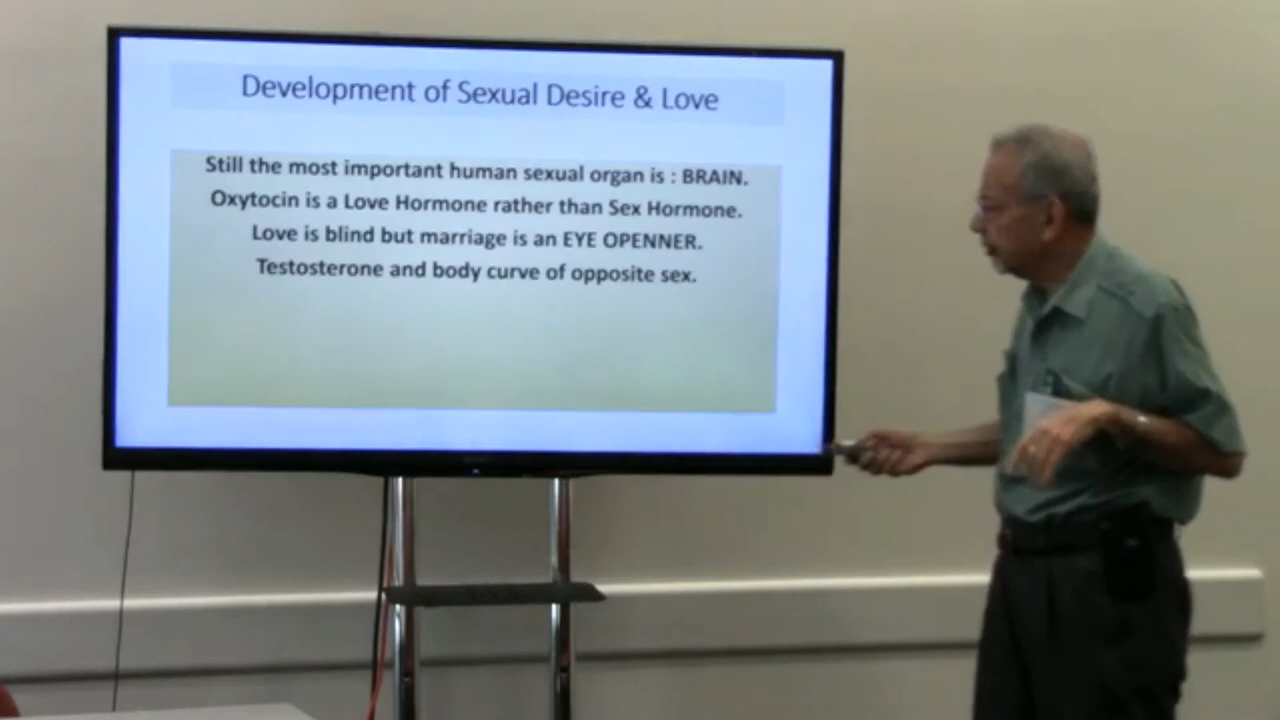 Development of Sexual Desire & Love
Still the most important human sexual organ is : BRAIN.
Oxytocin is a Love Hormone rather than Sex Hormone.
Love is blind but marriage is an EYE OPENNER.
Testosterone and body curve of opposite sex.